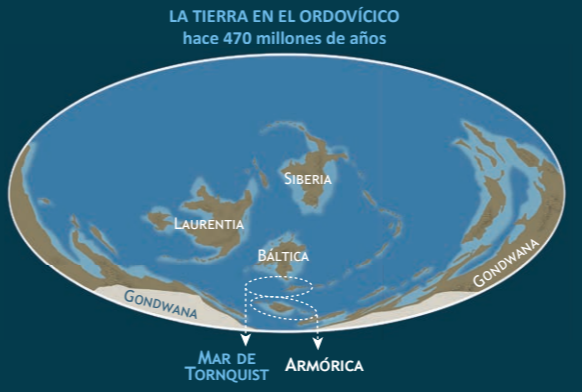 LA TIERRA EN EL ORDOVÍCICO
hace 470 millones de años
SIBERIA
LAURENTIA
BÁLTICA
GONDWANA
GONDWANA
MAR DE
TORNQUIST
ARMÓRICA